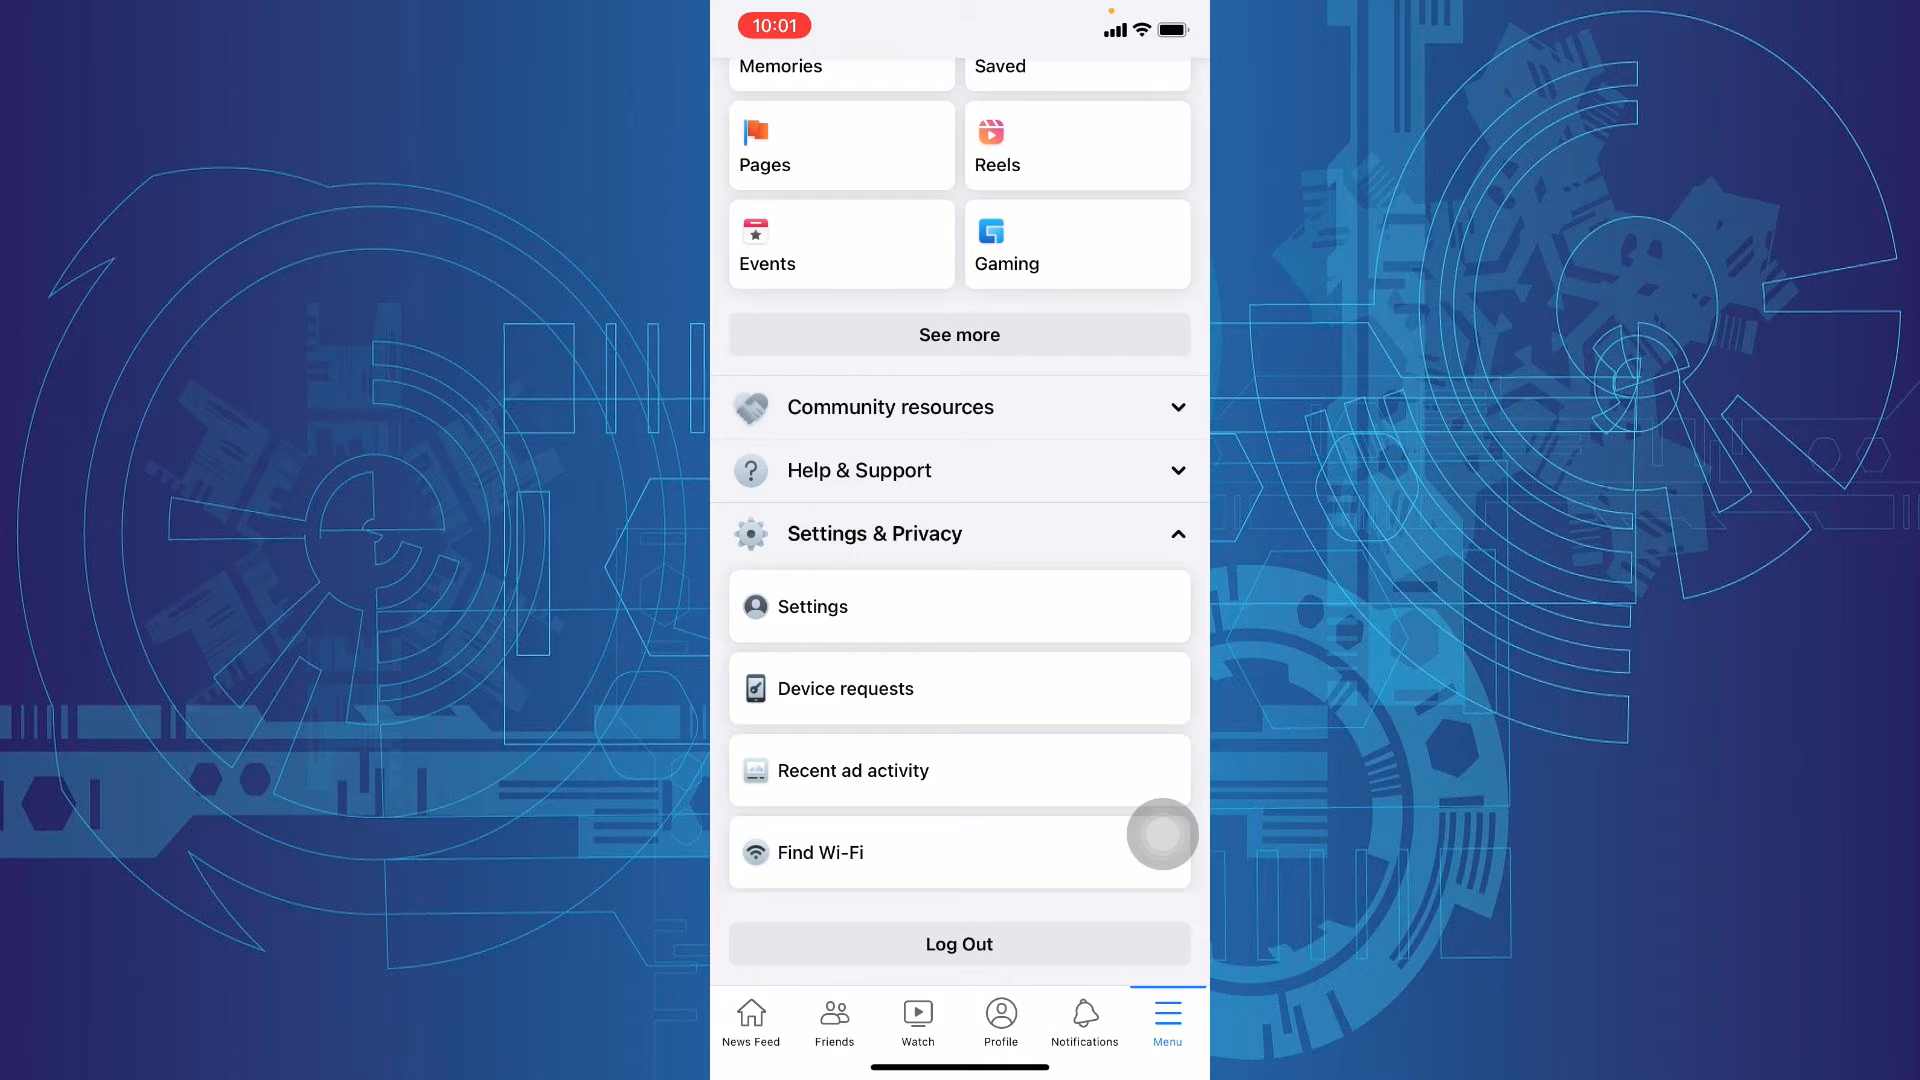 10:01
Memories
Saved
Pages
Reels
Events
Gaming
See more
Community resources
Help & Support
Settings & Privacy
Settings
Device requests
Recent ad activity
Find Wi-Fi
Log Out
News Feed
Friends
Watch
Profile
Notifications
Menu